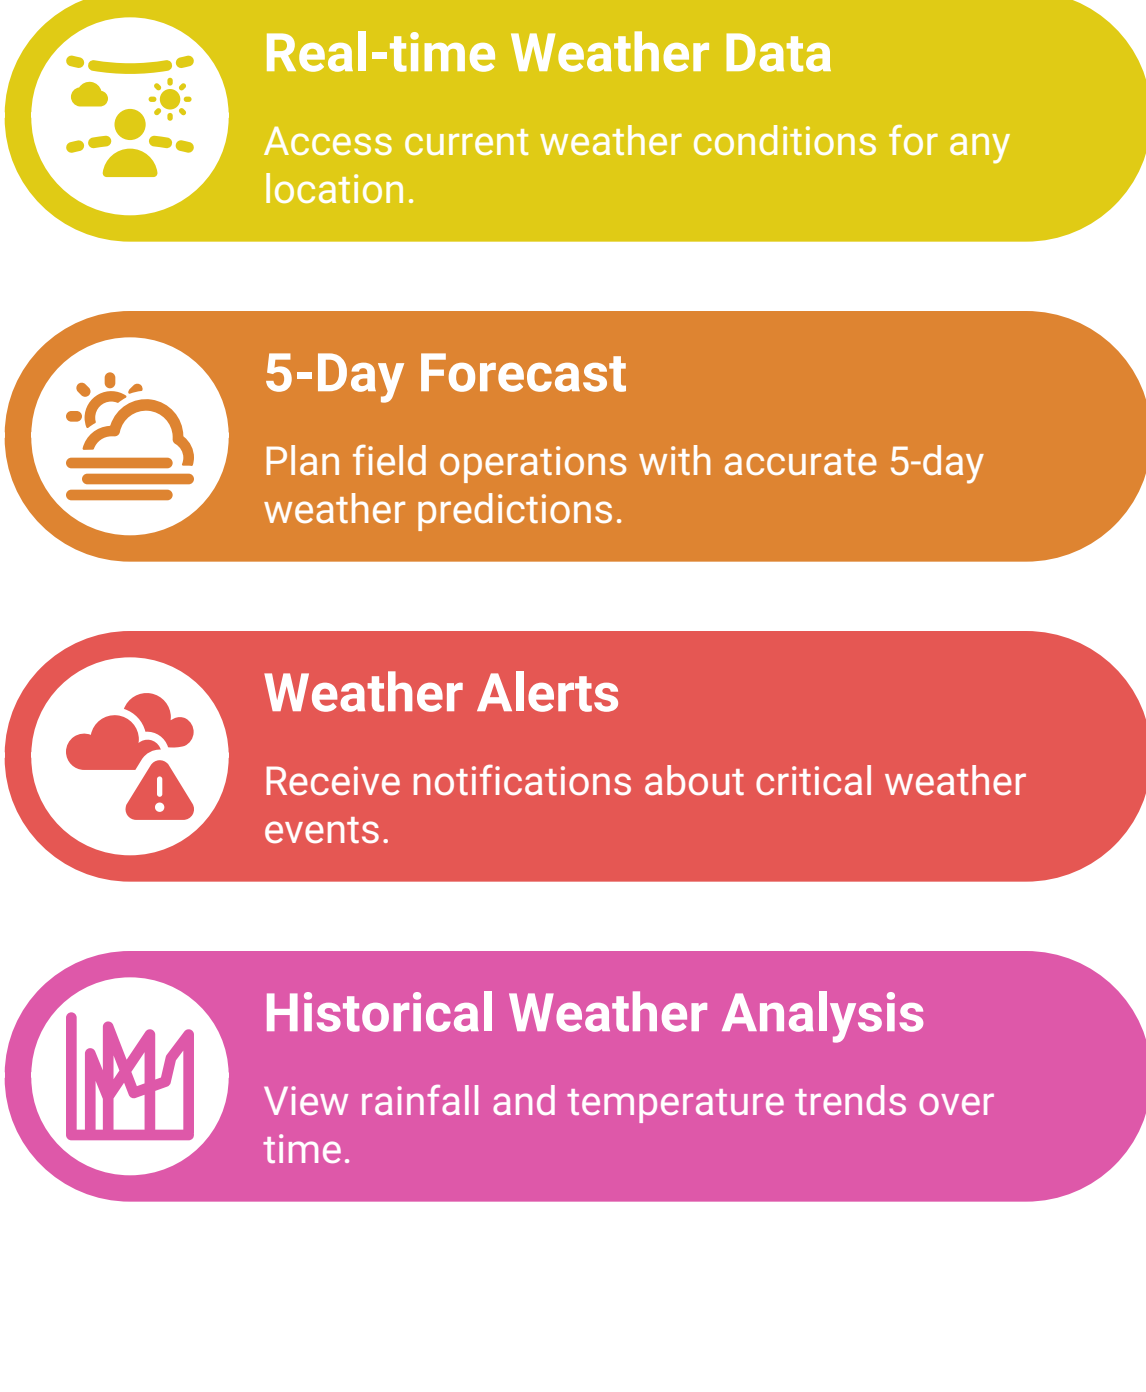 Real-time Weather Data
Access current weather conditions for any
location.
5-Day Forecast
Plan field operations with accurate 5-day
weather predictions.
Weather Alerts
Receive notifications about critical weather
events.
Historical Weather Analysis
View rainfall and temperature trends over
time.